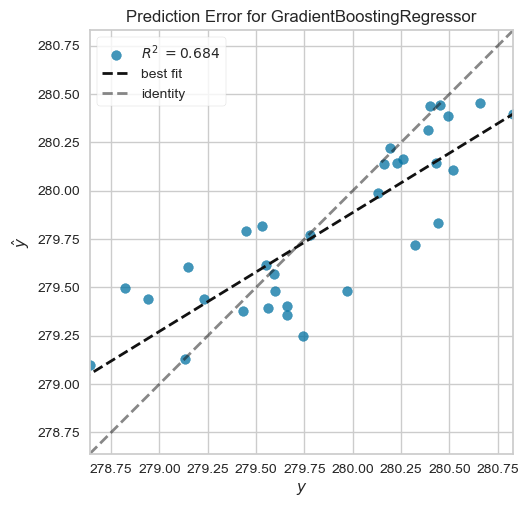 Prediction Error for GradientBoostingRegressor
R² = 0.684
best fit
identity
280.75
280.50
280.25
280.00
279.75
279.50
279.25
279.00
278.75
ŷ
278.75 279.00 279.25 279.50 279.75 280.00 280.25 280.50 280.75
y